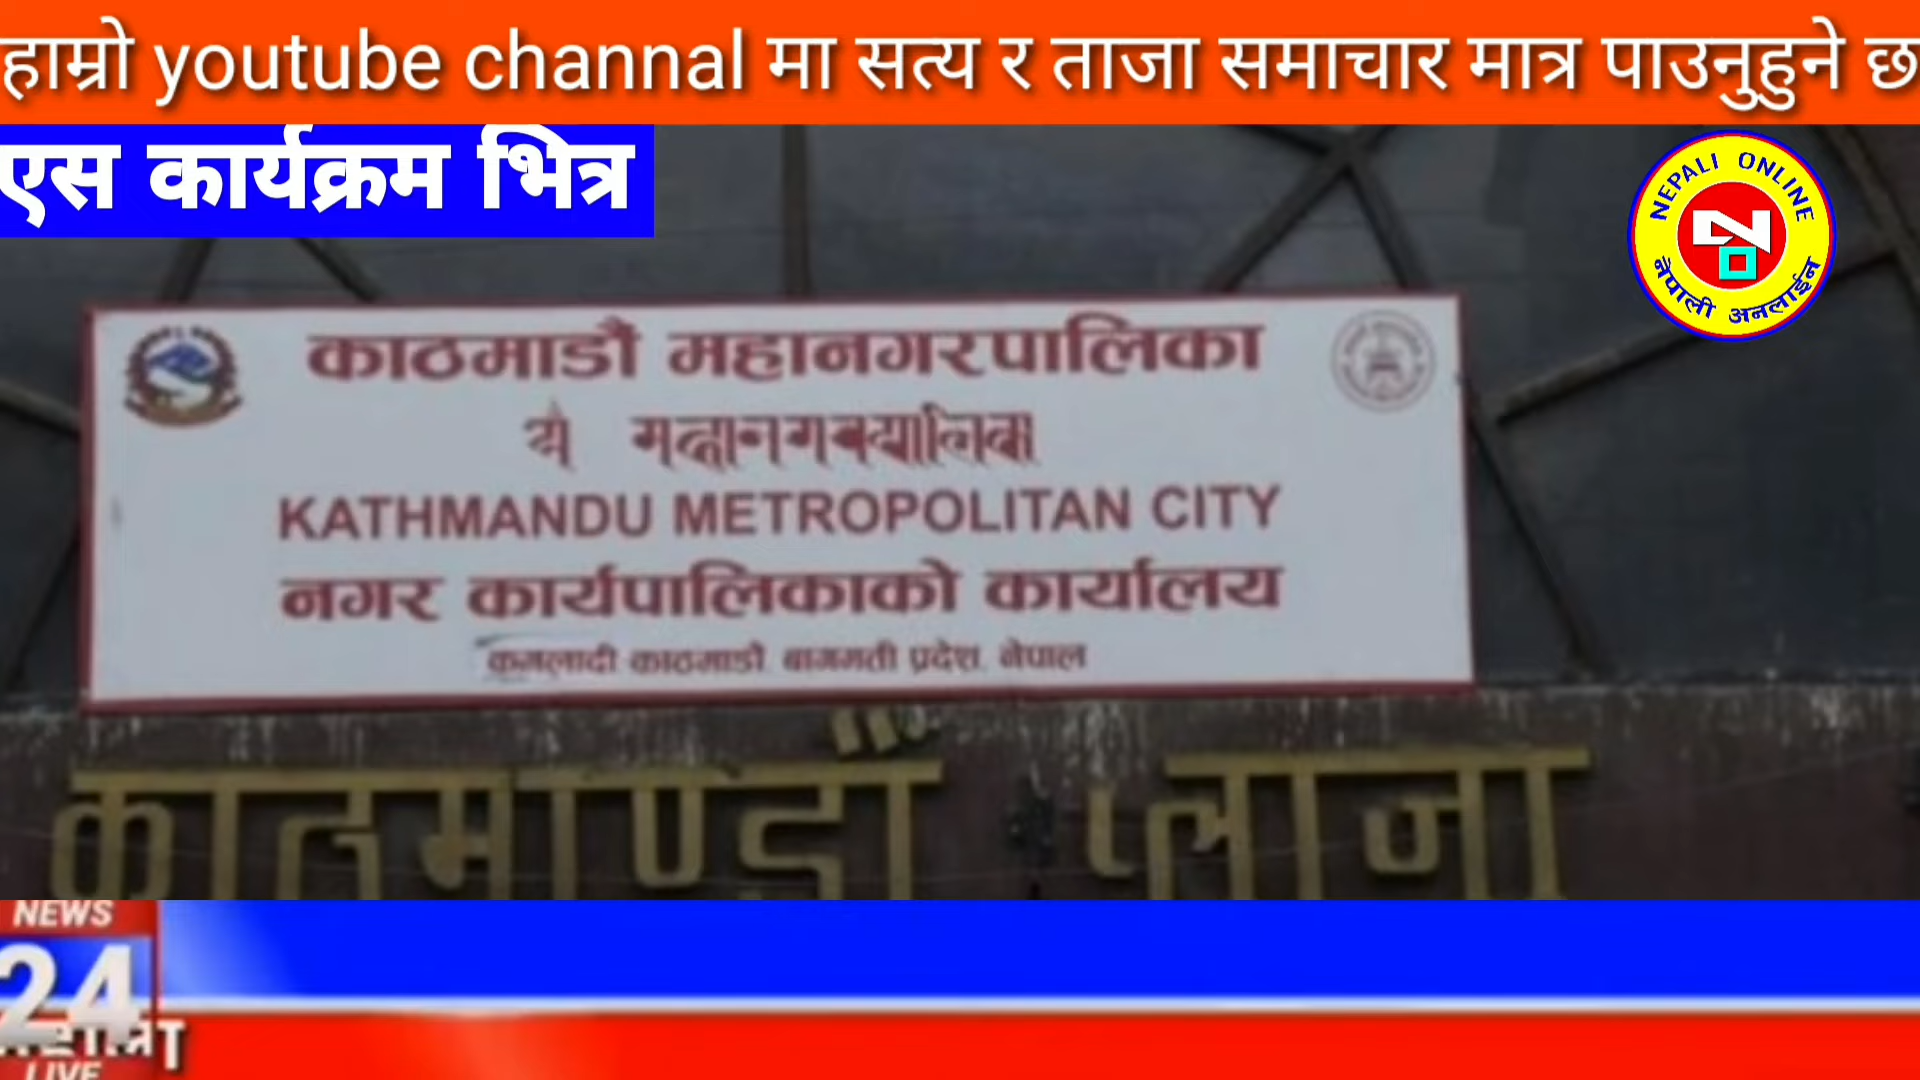 हाम्रो youtube channal मा सत्य र ताजा समाचार मात्र पाउनुहुने छ
एस कार्यक्रम भित्र
NEPALI ONLINE
नेपाली अनलाईन
काठमाडौं महानगरपालिका
KATHMANDU METROPOLITAN CITY
नगर कार्यपालिकाको कार्यालय
कमलादी काठमाडौं, बागमती प्रदेश, नेपाल
काठमाण्डौं प्लाजा
NEWS
24
LIVE